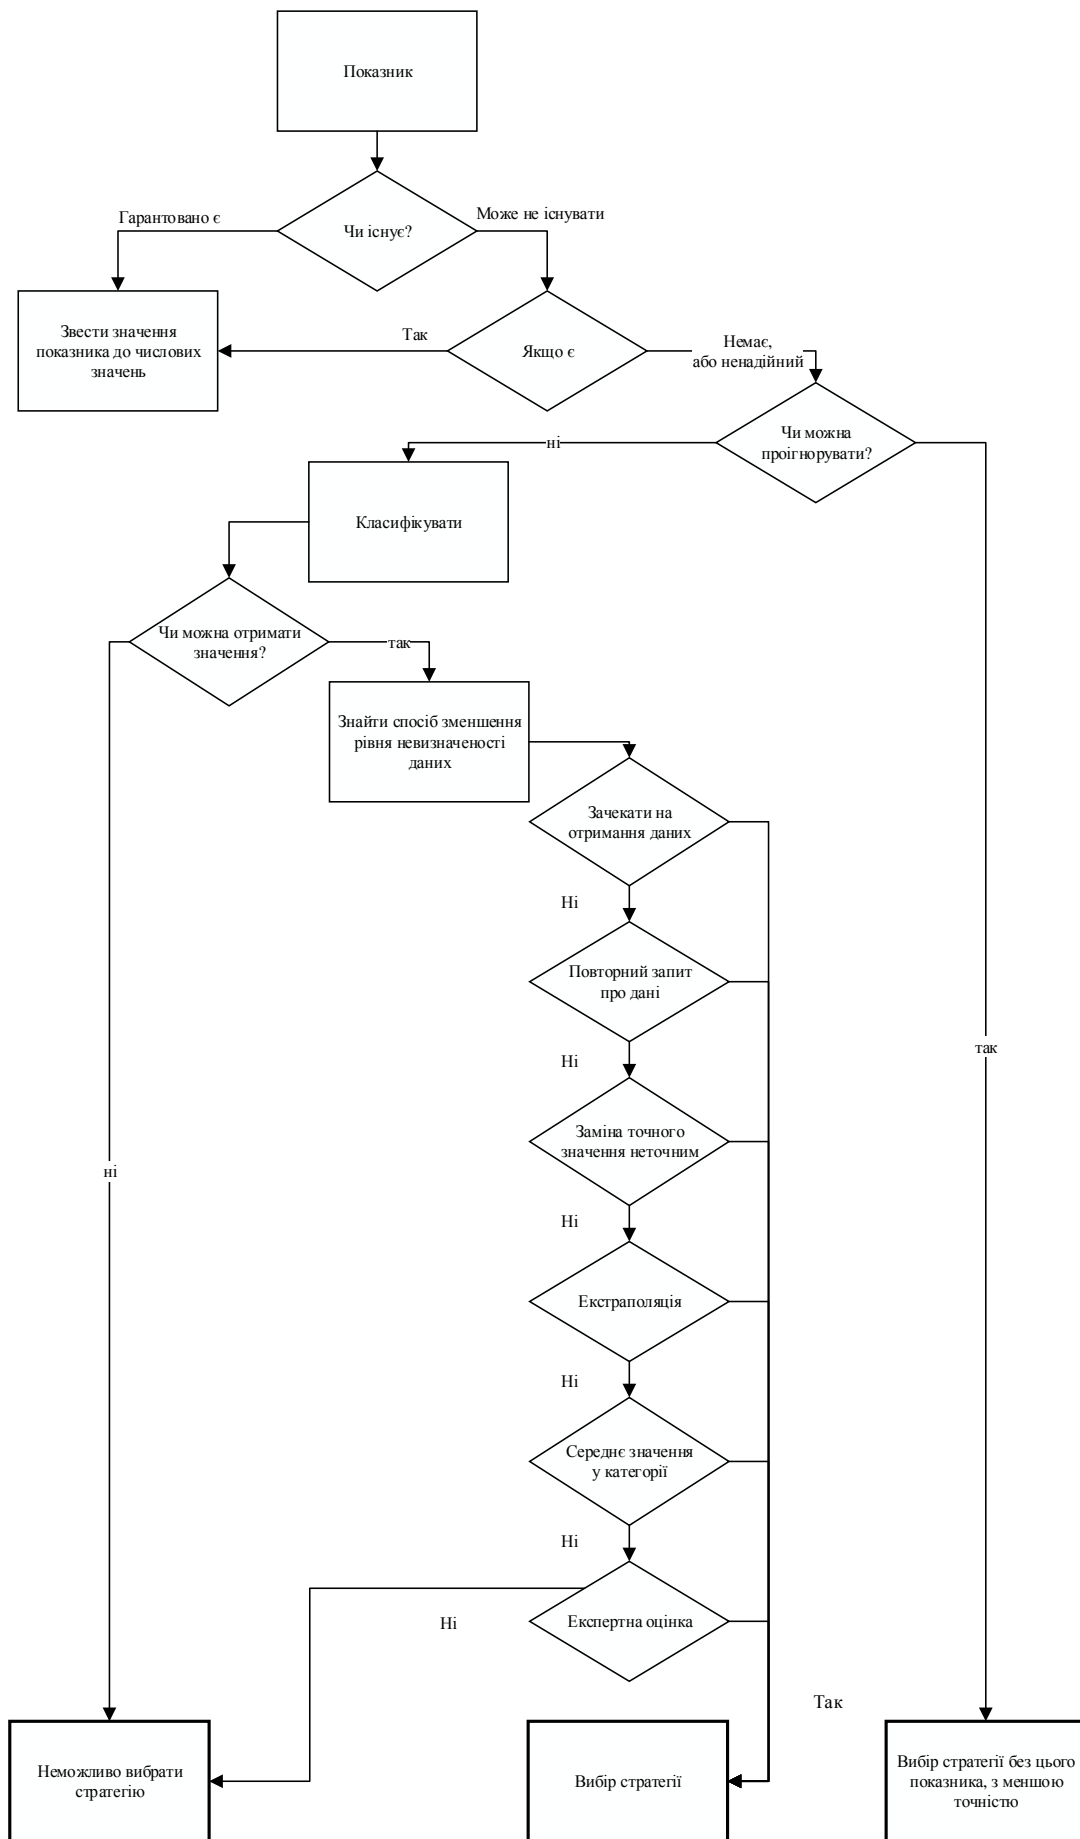 Показник
Чи існує?
Гарантовано є
Може не існувати
Звести значення
показника до числових
значень
Так
Якщо є
Немає,
або ненадійний
Чи можна
проігнорувати?
ні
Класифікувати
Чи можна отримати
значення?
так
Знайти спосіб зменшення
рівня невизначеості
даних
Зачекати на
отримання даних
Ні
Повторний запит
про дані
Ні
Заміна точного
значення неточним
Ні
Екстраполяція
Ні
Середнє значення
у категорії
Ні
Експертна оцінка
Ні
ні
так
Так
Неможливо вибрати
стратегію
Вибір стратегії
Вибір стратегії без цього
показника, з меншою
точністю